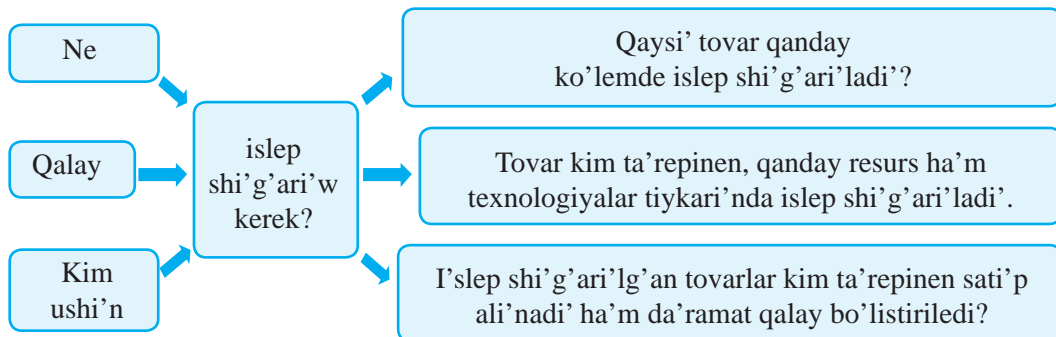 Ne
Qalay
Kim
ushi’n
islep
shi’g’ari’w
kerek?
Qaysi’ tovar qanday
ko’lemde islep shi’g’ari’ladi’?
Tovar kim ta’repinen, qanday resurs ha’m
texnologiyalar tiykari’nda islep shi’g’ari’ladi’.
I’slep shi’g’ari’lg’an tovarlar kim ta’repinen sati’p
ali’nadi’ ha’m da’ramat qalay bo’listiriledi?